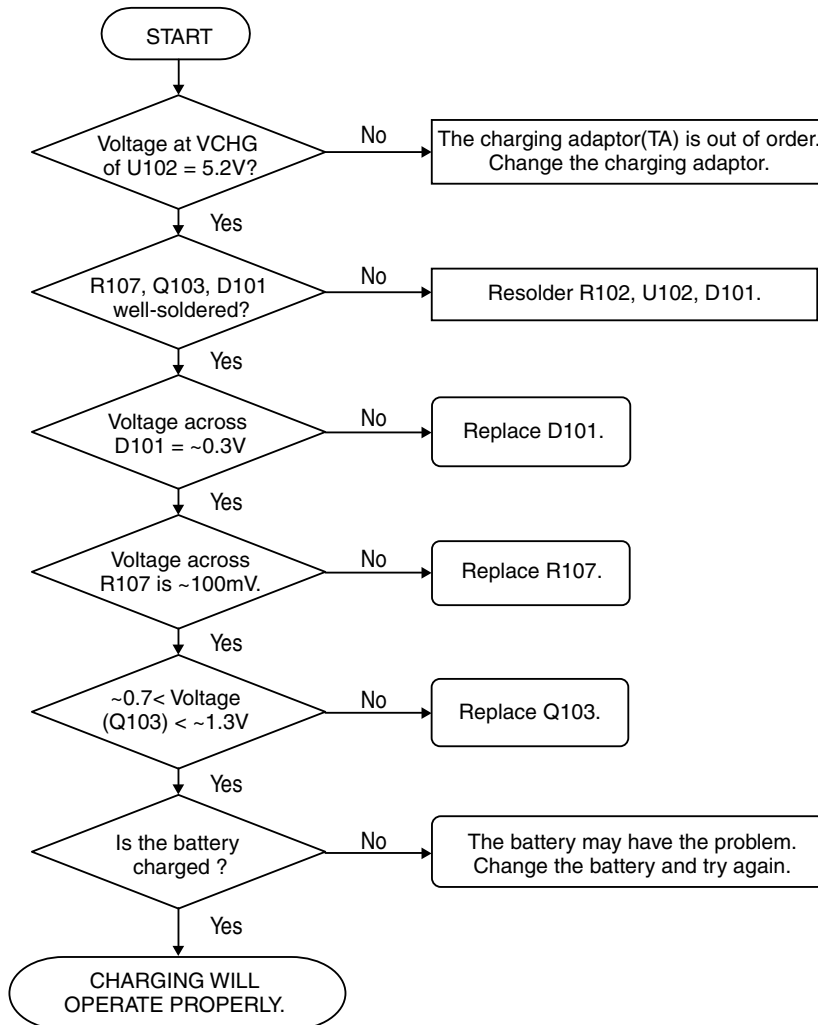 START
Voltage at VCHG
of U102 = 5.2V?
No
The charging adaptor(TA) is out of order.
Change the charging adaptor.
Yes
R107, Q103, D101
well-soldered?
No
Resolder R102, U102, D101.
Yes
Voltage across
D101 = ~0.3V
No
Replace D101.
Yes
Voltage across
R107 is ~100mV.
No
Replace R107.
Yes
~0.7< Voltage
(Q103) < ~1.3V
No
Replace Q103.
Yes
Is the battery
charged ?
No
The battery may have the problem.
Change the battery and try again.
Yes
CHARGING WILL
OPERATE PROPERLY.